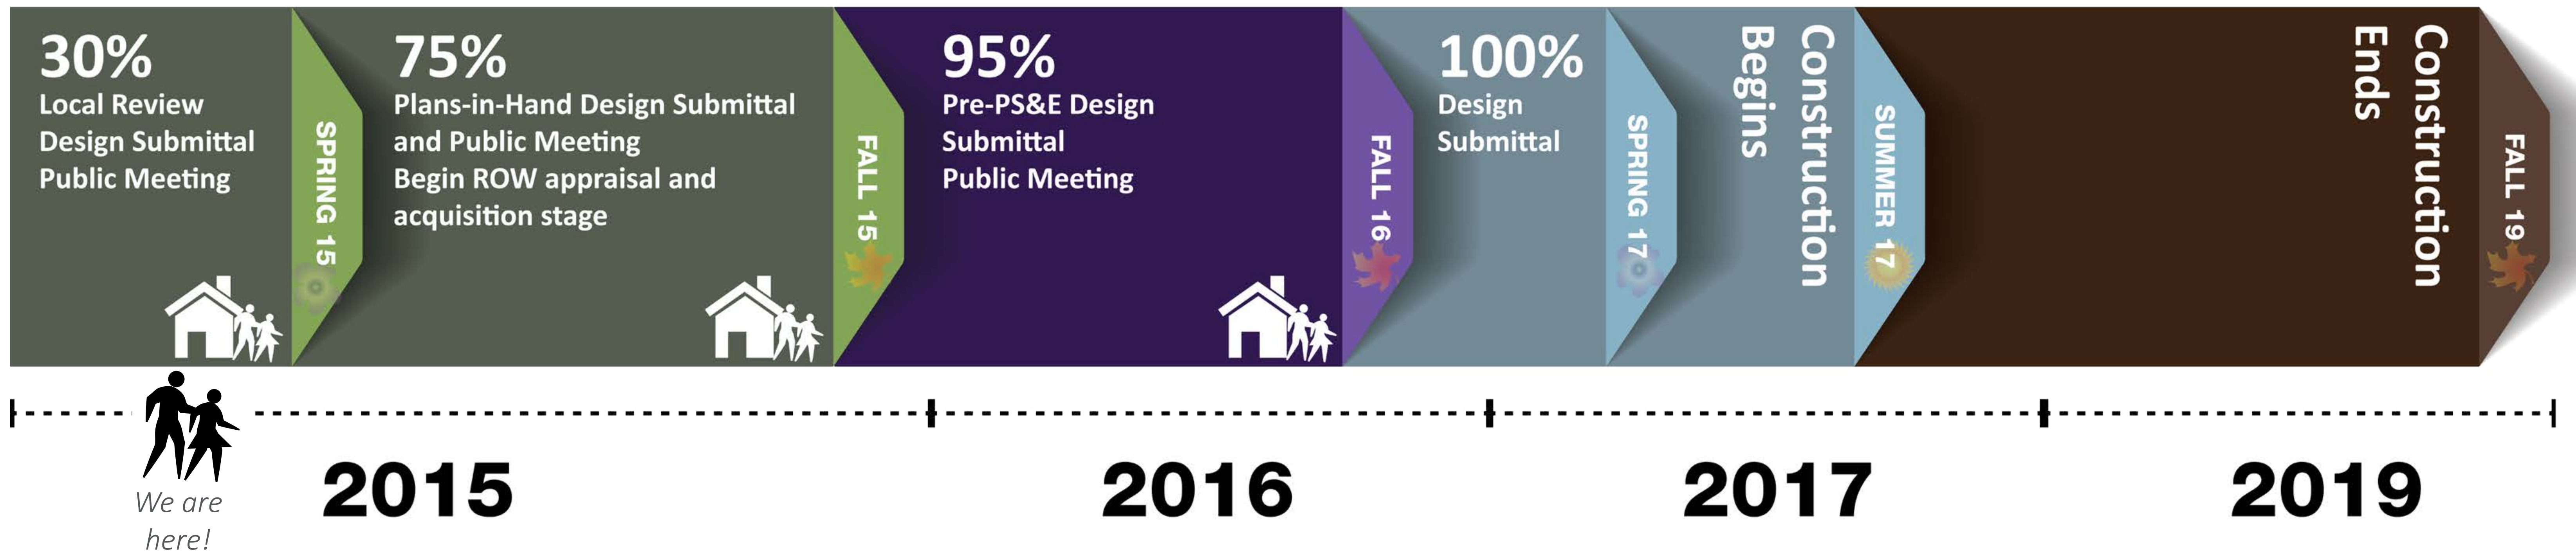 30%
Local Review
Design Submittal
Public Meeting
SPRING 15
75%
Plans-in-Hand Design Submittal
and Public Meeting
Begin ROW appraisal and
acquisition stage
FALL 15
95%
Pre-PS&E Design
Submittal
Public Meeting
FALL 16
100%
Design
Submittal
SPRING 17
Construction
Begins
SUMMER 17
Construction
Ends
FALL 19
We are
here!
2015
2016
2017
2019